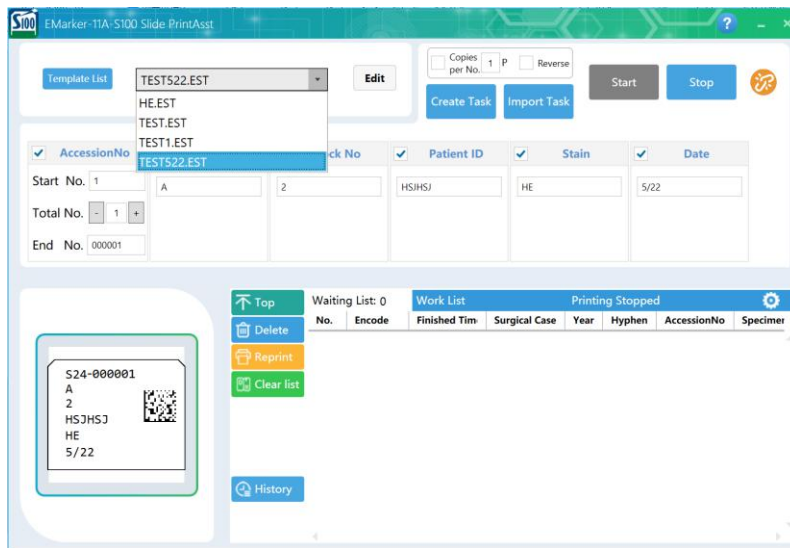 S100 EMarker-11A-S100 Slide PrintAsst ?
Template List TEST522.EST Edit
HE.EST
TEST.EST
TEST1.EST
TEST522.EST
Copies per No. 1 P Reverse
Create Task Import Task
Start Stop
AccessionNo ck No Patient ID Stain Date
Start No. 1 A 2 HSJHSJ HE 5/22
Total No. - 1 +
End No. 000001
S24-000001
A
2
HSJHSJ
HE
5/22
Top
Delete
Reprint
Clear list
History
Waiting List: 0 Work List Printing Stopped
No. Encode Finished Tim Surgical Case Year Hyphen AccessionNo Specimer